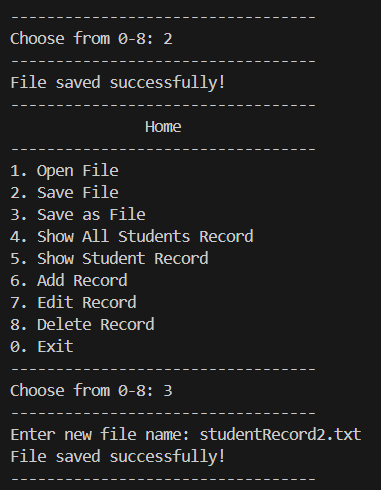 ----------------------------------
Choose from 0-8: 2
----------------------------------
File saved successfully!
----------------------------------
               Home
----------------------------------
1. Open File
2. Save File
3. Save as File
4. Show All Students Record
5. Show Student Record
6. Add Record
7. Edit Record
8. Delete Record
0. Exit
----------------------------------
Choose from 0-8: 3
----------------------------------
Enter new file name: studentRecord2.txt
File saved successfully!
----------------------------------